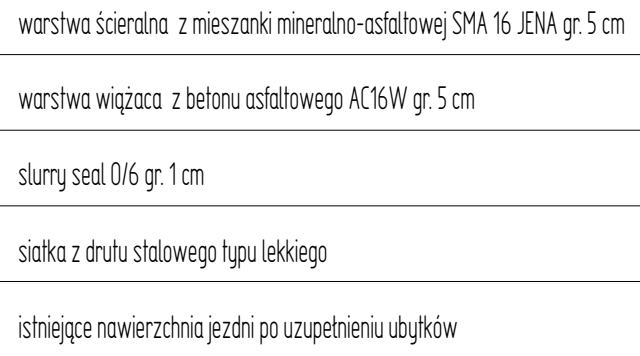 warstwa ścieralna z mieszanki mineralno-asfaltowej SMA 16 JENA gr. 5 cm
warstwa wiążaca z betonu asfaltowego AC16W gr. 5 cm
slurry seal 0/6 gr. 1 cm
siatka z drutu stalowego typu lekkiego
istniejące nawierzchnia jezdni po uzupełnieniu ubytków